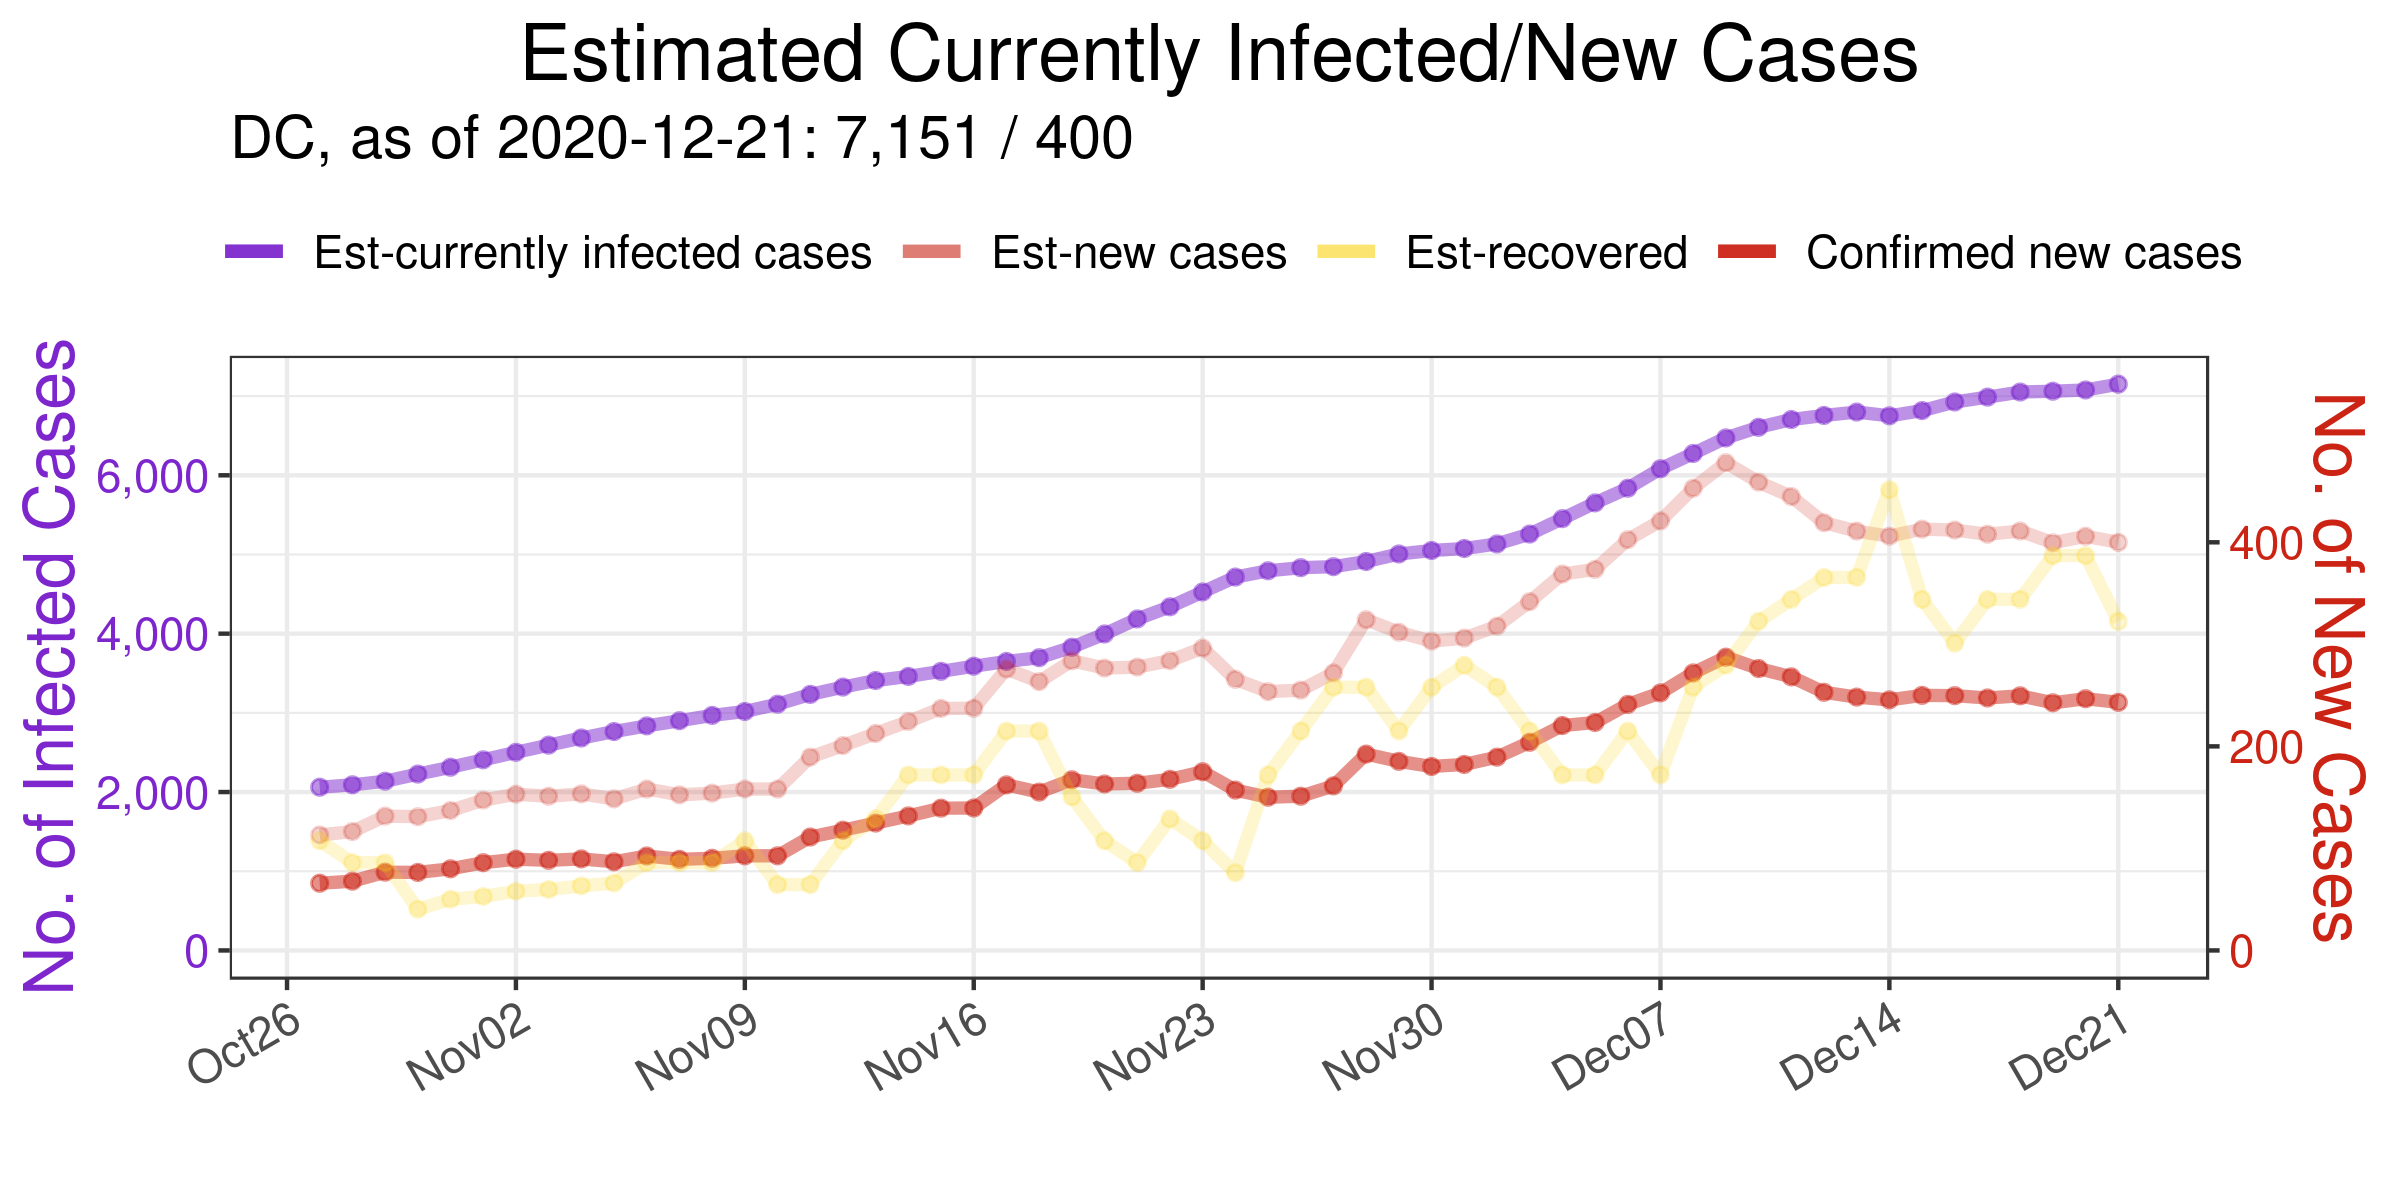 Estimated Currently Infected/New Cases
DC, as of 2020-12-21: 7,151 / 400
Est-currently infected cases Est-new cases Est-recovered Confirmed new cases
No. of Infected Cases
6,000
4,000
2,000
0
No. of New Cases
400
200
0
Oct26 Nov02 Nov09 Nov16 Nov23 Nov30 Dec07 Dec14 Dec21